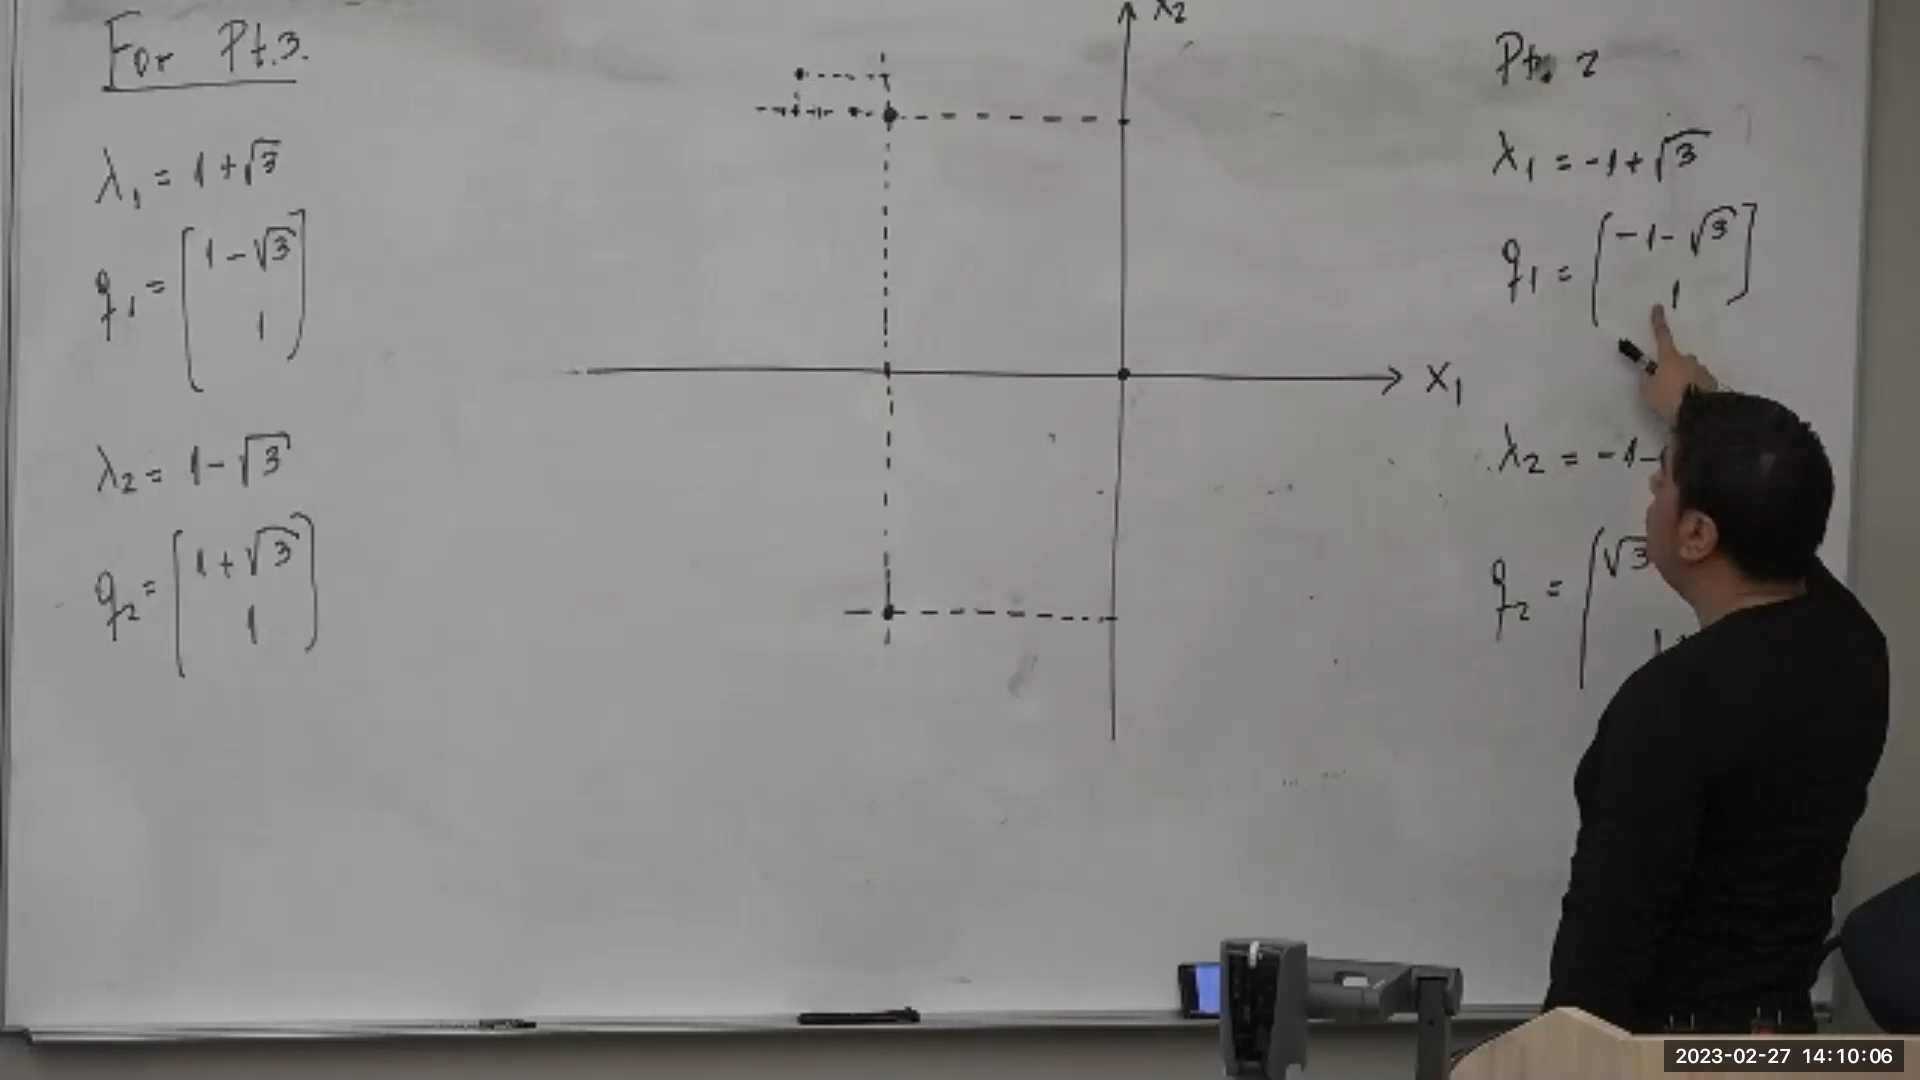 For Pt.3.
λ₁ = 1+√3
q₁ = [1-√3
1]
λ₂ = 1-√3
q₂ = [1+√3
1]
x₂
x₁
Pt. 2
λ₁ = -1+√3
q₁ = [-1-√3
1]
λ₂ = -1-
q₂ = [√3
2023-02-27 14:10:06